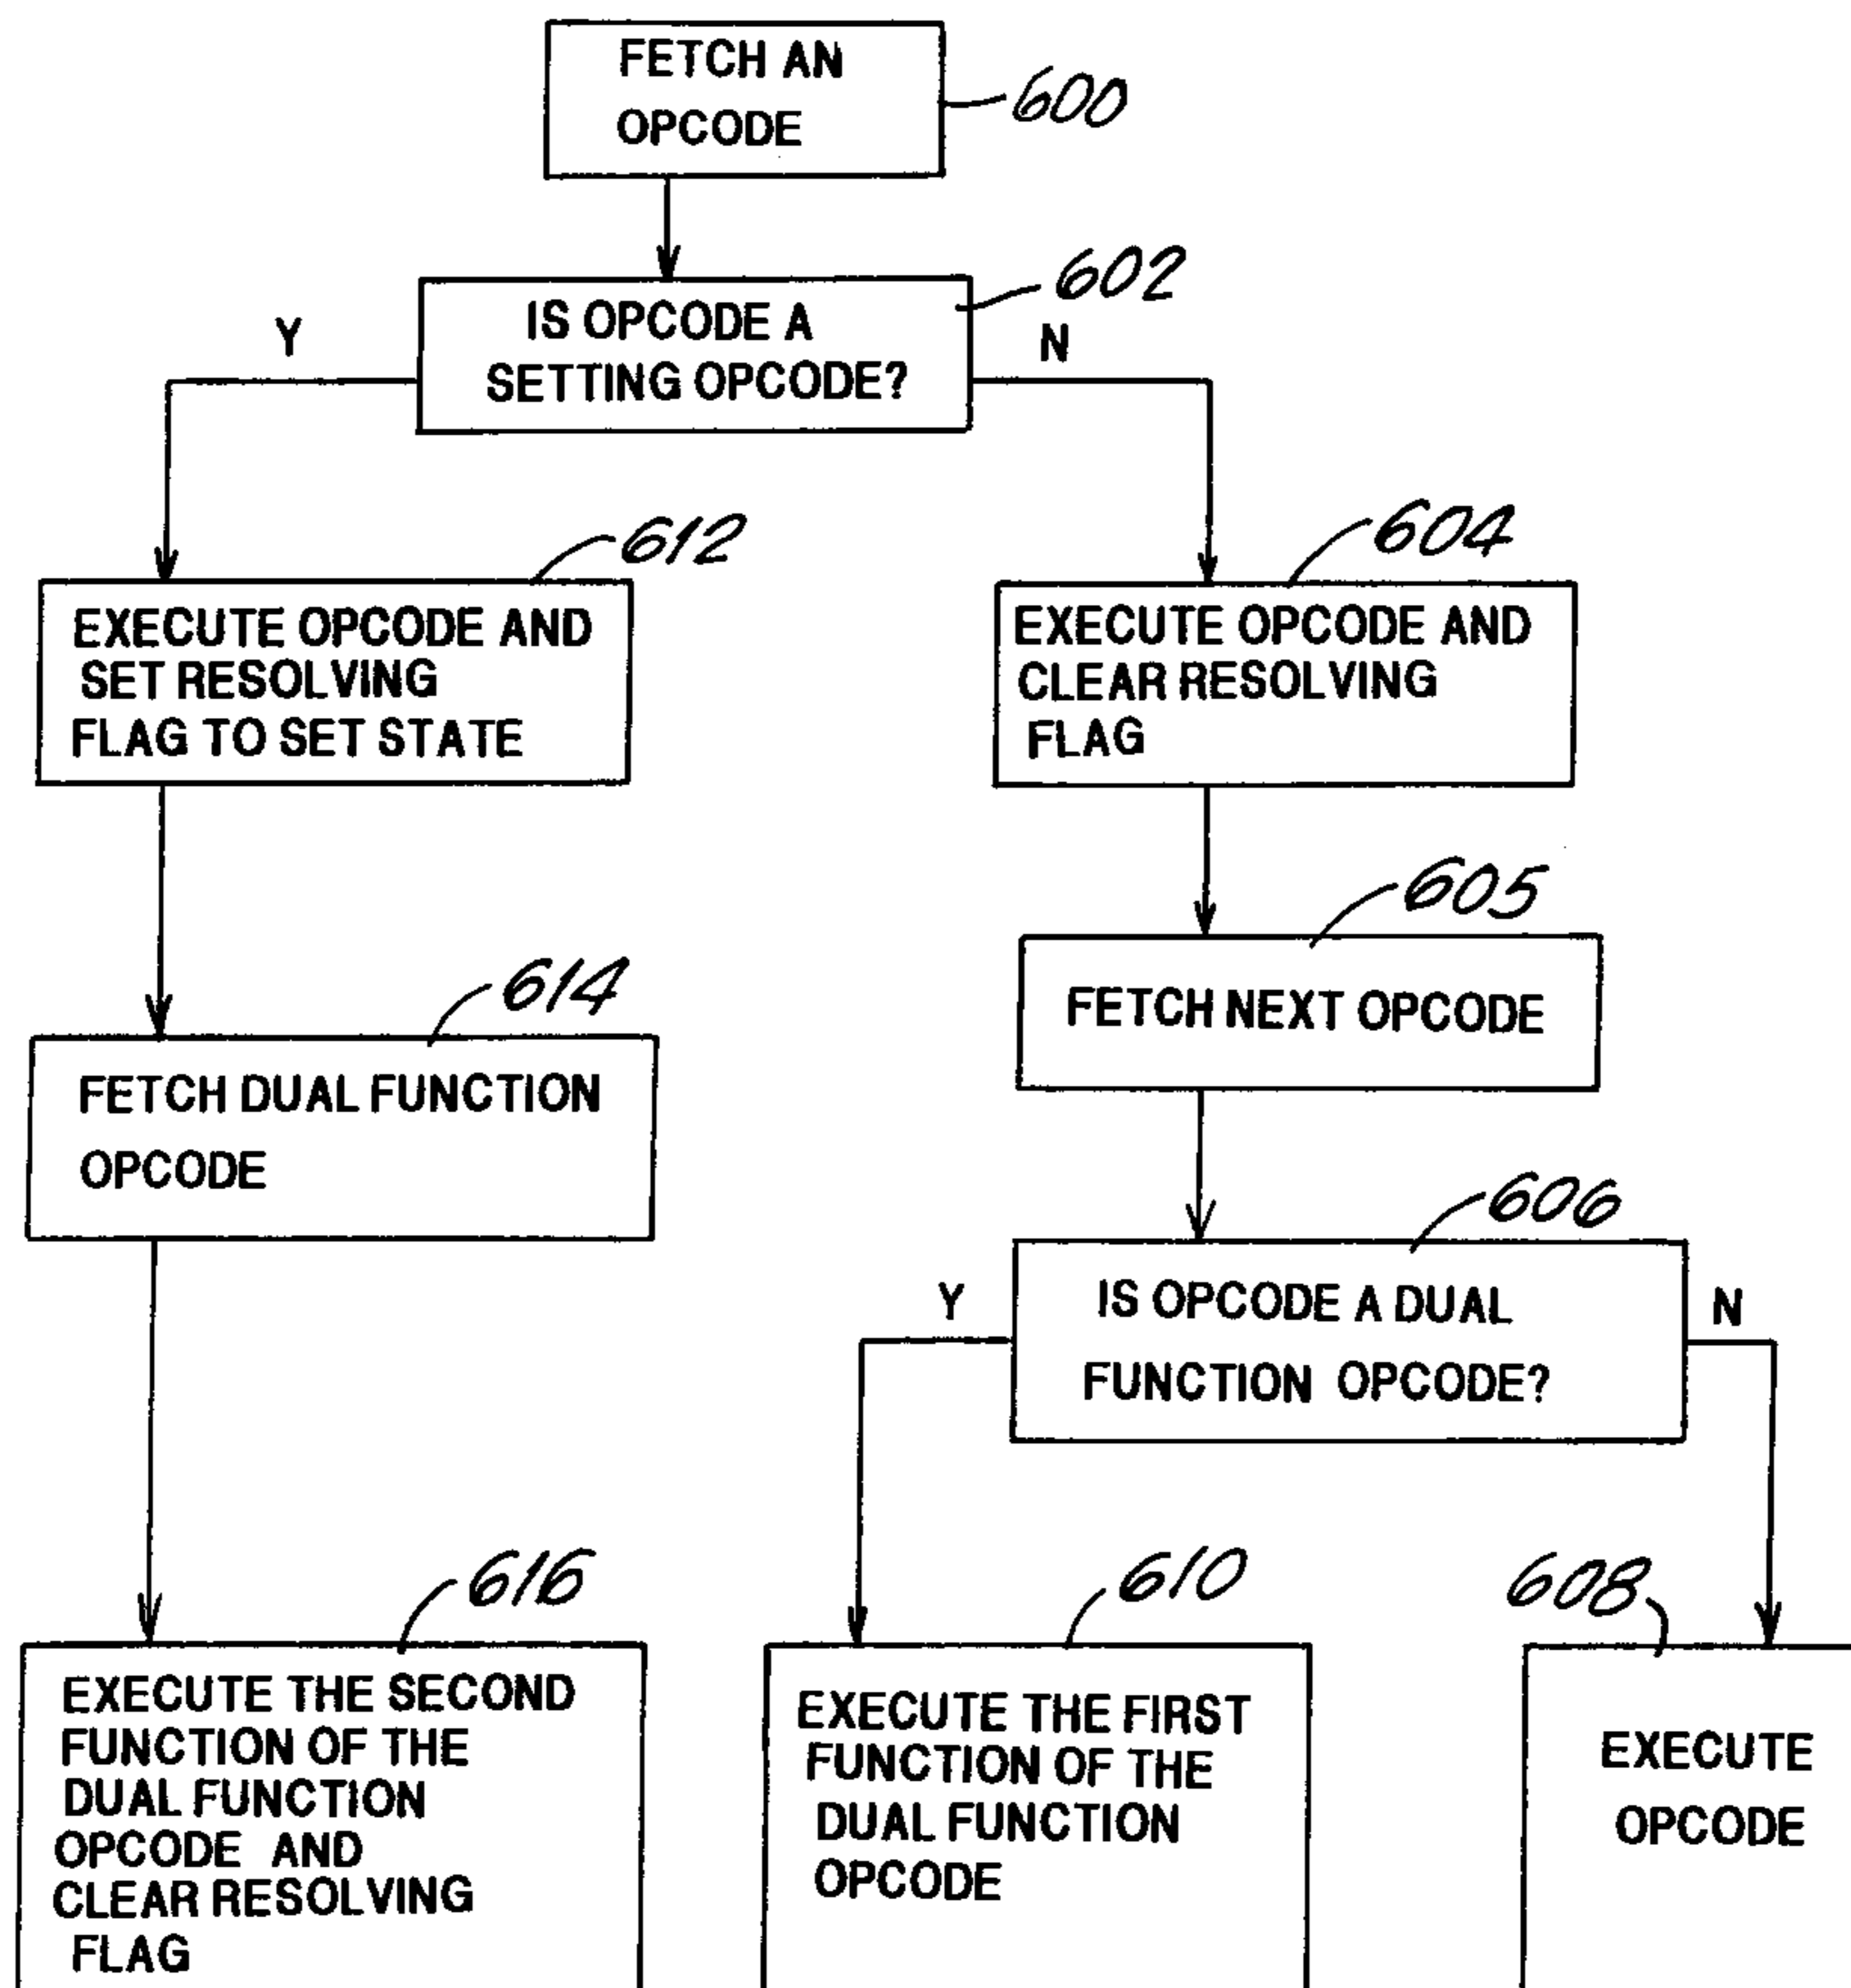 FETCH AN
OPCODE
600
602
IS OPCODE A
SETTING OPCODE?
Y
N
612
EXECUTE OPCODE AND
SET RESOLVING
FLAG TO SET STATE
604
EXECUTE OPCODE AND
CLEAR RESOLVING
FLAG
605
FETCH NEXT OPCODE
614
FETCH DUAL FUNCTION
OPCODE
606
Y
IS OPCODE A DUAL
FUNCTION OPCODE?
N
616
EXECUTE THE SECOND
FUNCTION OF THE
DUAL FUNCTION
OPCODE AND
CLEAR RESOLVING
FLAG
610
EXECUTE THE FIRST
FUNCTION OF THE
DUAL FUNCTION
OPCODE
608
EXECUTE
OPCODE